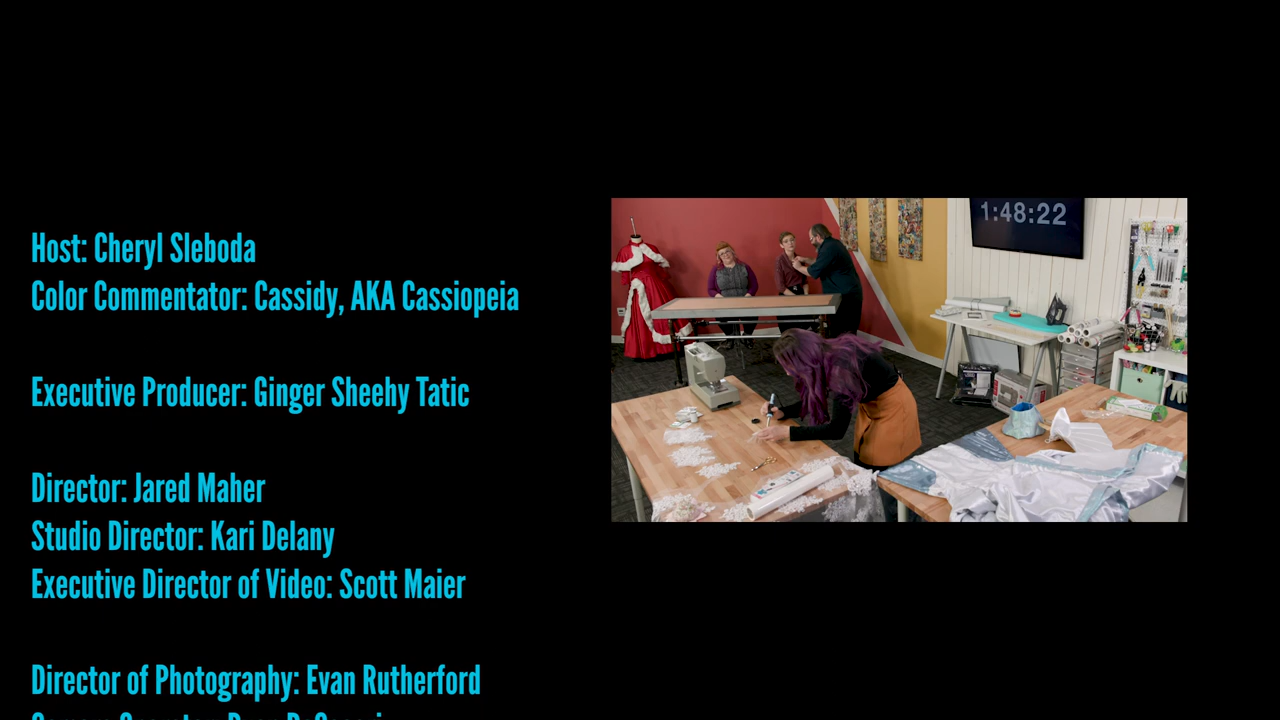 Host: Cheryl Sleboda
Color Commentator: Cassidy, AKA Cassiopeia
Executive Producer: Ginger Sheehy Tatic
Director: Jared Maher
Studio Director: Kari Delany
Executive Director of Video: Scott Maier
Director of Photography: Evan Rutherford
1:48:22